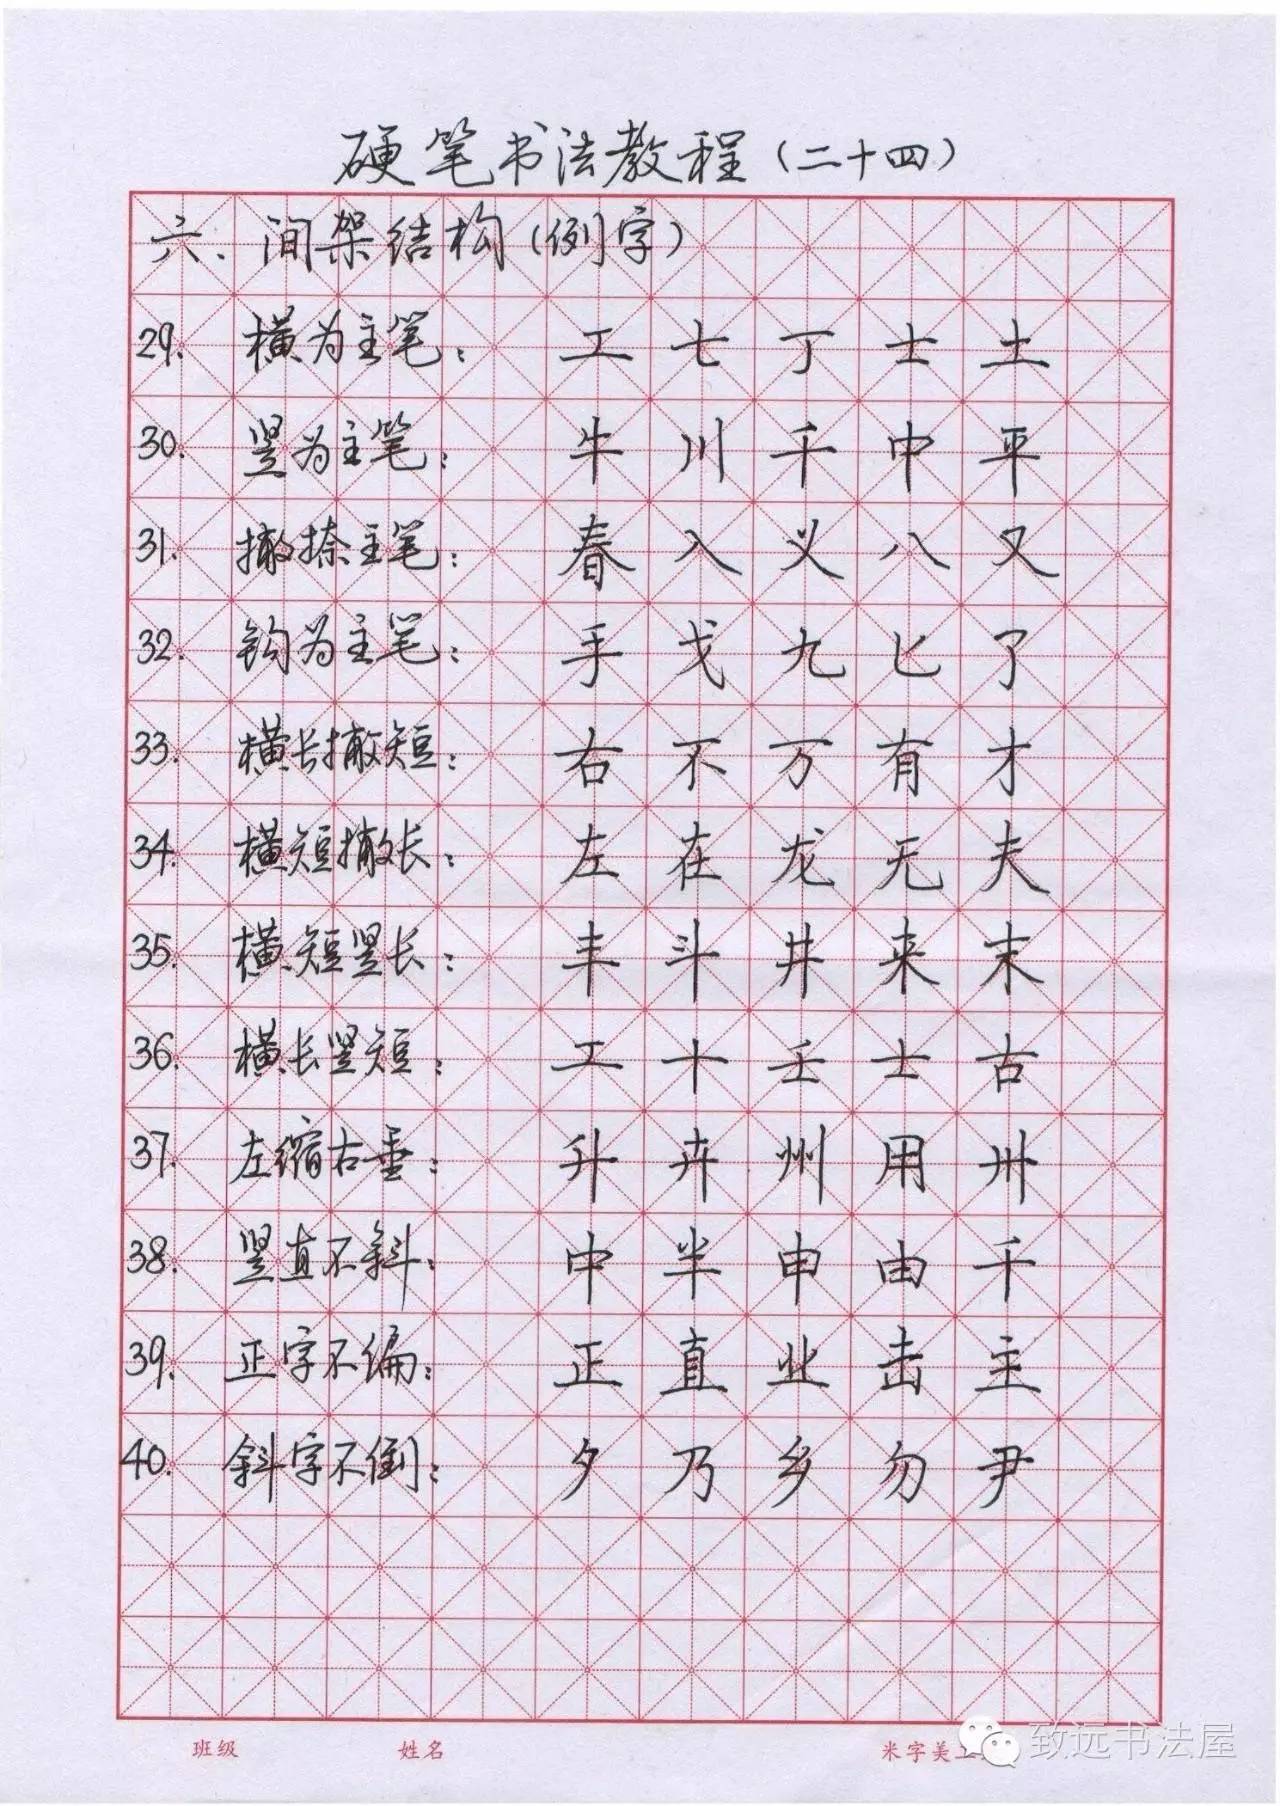 硬笔书法教程(二十四)
六、间架结构(例字)
29. 横为主笔: 工 七 丁 士 土
30. 竖为主笔: 牛 川 千 中 平
31. 撇捺主笔: 春 入 义 八 又
32. 钩为主笔: 手 戈 九 匕 了
33. 横长撇短: 右 不 万 有 才
34. 横短撇长: 左 在 龙 无 夫
35. 横短竖长: 丰 斗 井 来 末
36. 横长竖短: 工 十 壬 士 古
37. 左缩右垂: 升 卉 州 用 卅
38. 竖直不斜: 中 半 申 由 千
39. 正字不偏: 正 直 业 击 主
40. 斜字不倒: 夕 乃 乡 勿 尹
班级 姓名 米字美工
致远书法屋